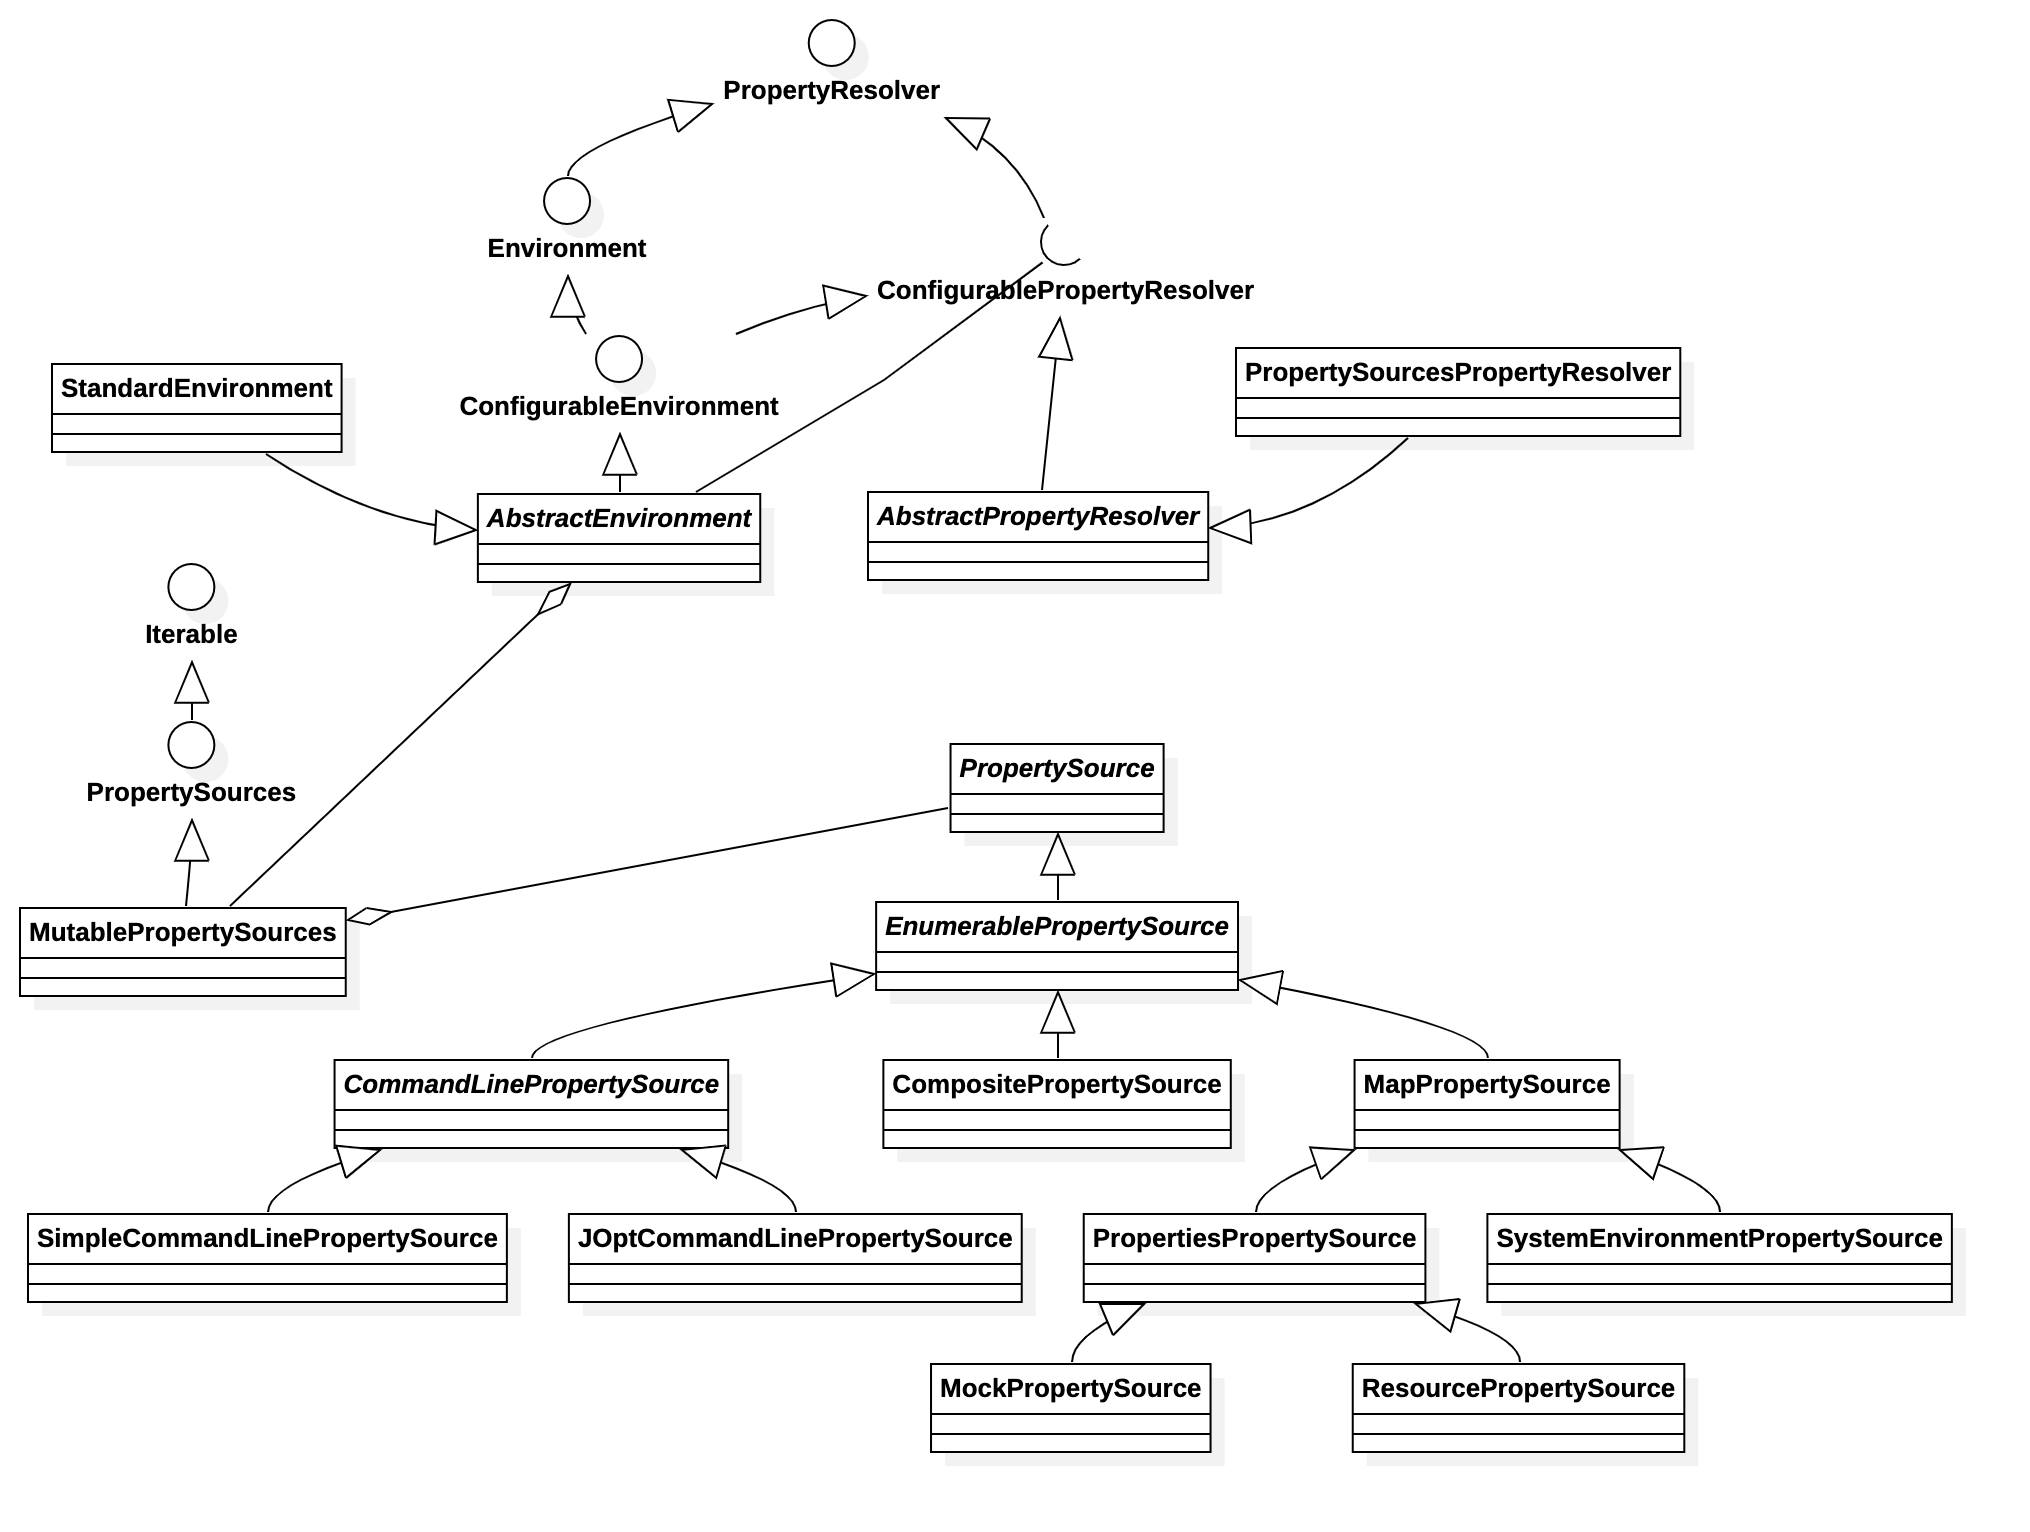 PropertyResolver
Environment
ConfigurablePropertyResolver
StandardEnvironment
ConfigurableEnvironment
PropertySourcesPropertyResolver
AbstractEnvironment
AbstractPropertyResolver
Iterable
PropertySources
PropertySource
MutablePropertySources
EnumerablePropertySource
CommandLinePropertySource
CompositePropertySource
MapPropertySource
SimpleCommandLinePropertySource
JOptCommandLinePropertySource
PropertiesPropertySource
SystemEnvironmentPropertySource
MockPropertySource
ResourcePropertySource